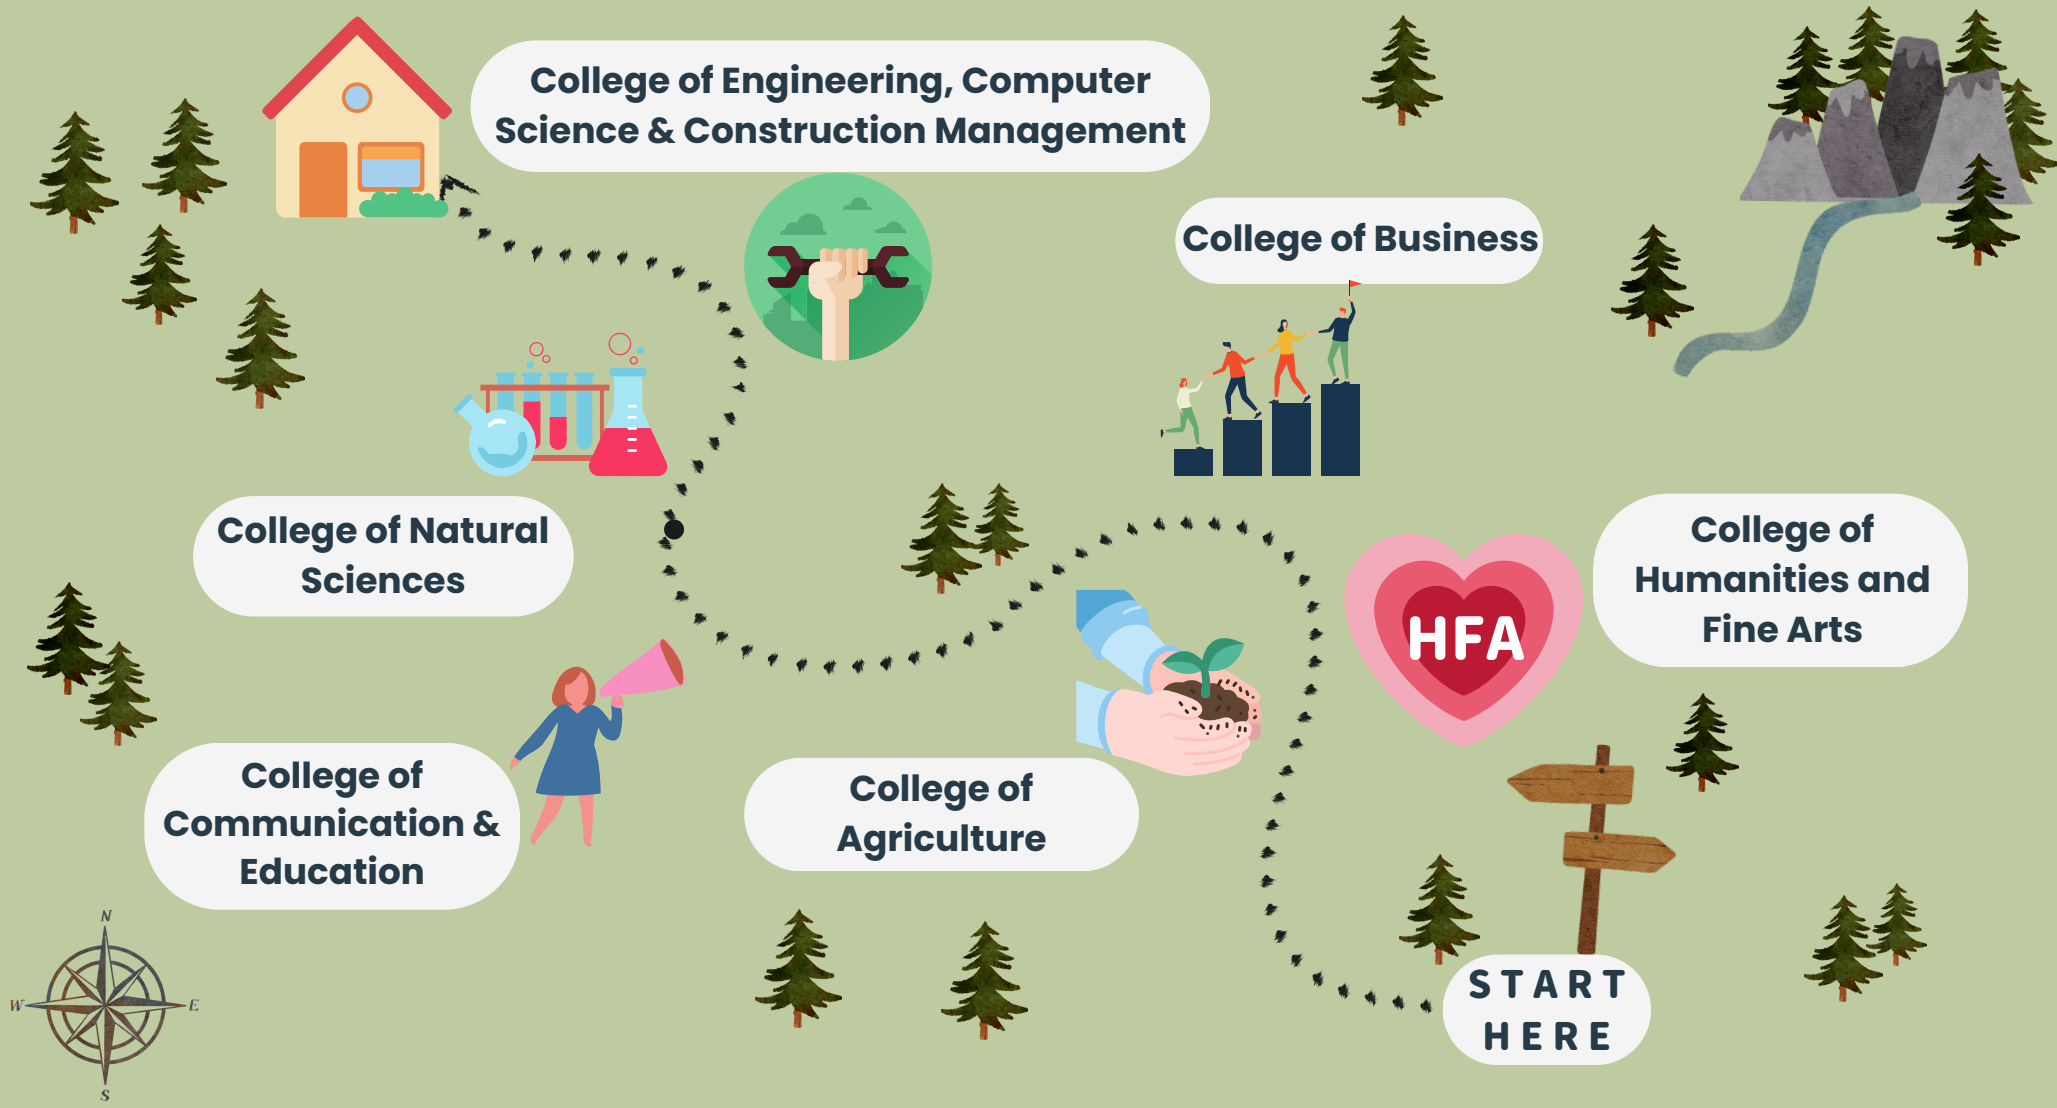 College of Engineering, Computer
Science & Construction Management
College of Business
College of Natural
Sciences
College of
Humanities and
Fine Arts
HFA
College of
Communication &
Education
College of
Agriculture
START
HERE
N
W
E
S